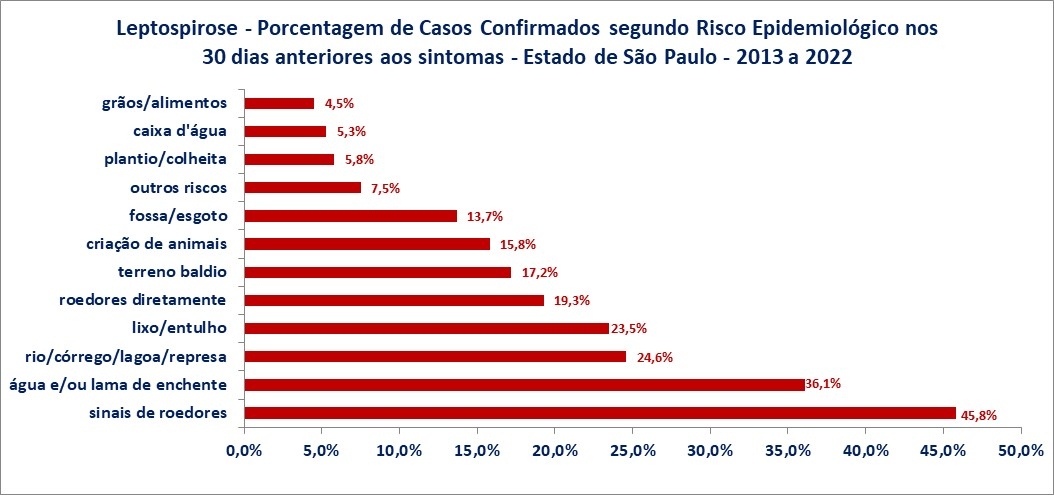 Leptospirose - Porcentagem de Casos Confirmados segundo Risco Epidemiológico nos
30 dias anteriores aos sintomas - Estado de São Paulo - 2013 a 2022
grãos/alimentos 4,5%
caixa d'água 5,3%
plantio/colheita 5,8%
outros riscos 7,5%
fossa/esgoto 13,7%
criação de animais 15,8%
terreno baldio 17,2%
roedores diretamente 19,3%
lixo/entulho 23,5%
rio/córrego/lagoa/represa 24,6%
água e/ou lama de enchente 36,1%
sinais de roedores 45,8%
0,0% 5,0% 10,0% 15,0% 20,0% 25,0% 30,0% 35,0% 40,0% 45,0% 50,0%